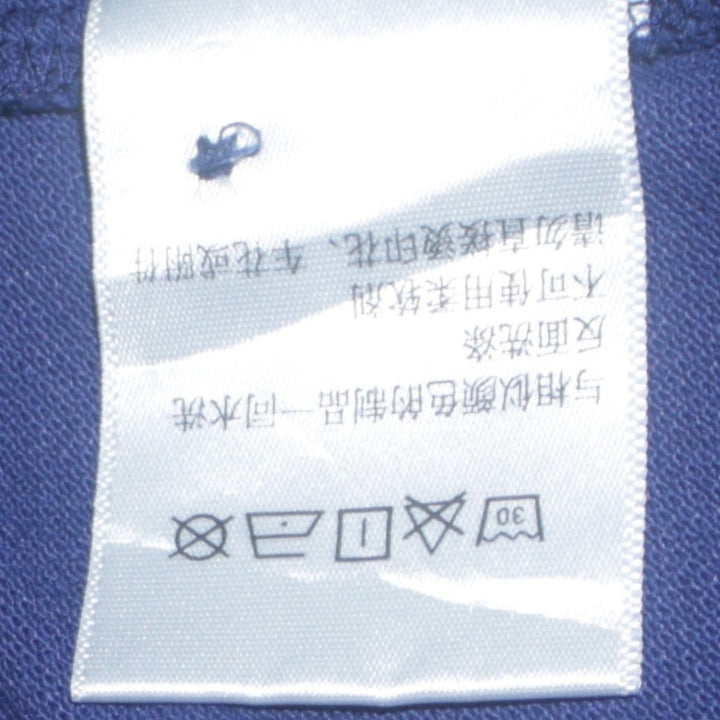 30
与相似颜色的制品一同水洗
反面洗涤
不可使用柔软剂
请勿直接烫印花、车花或附件